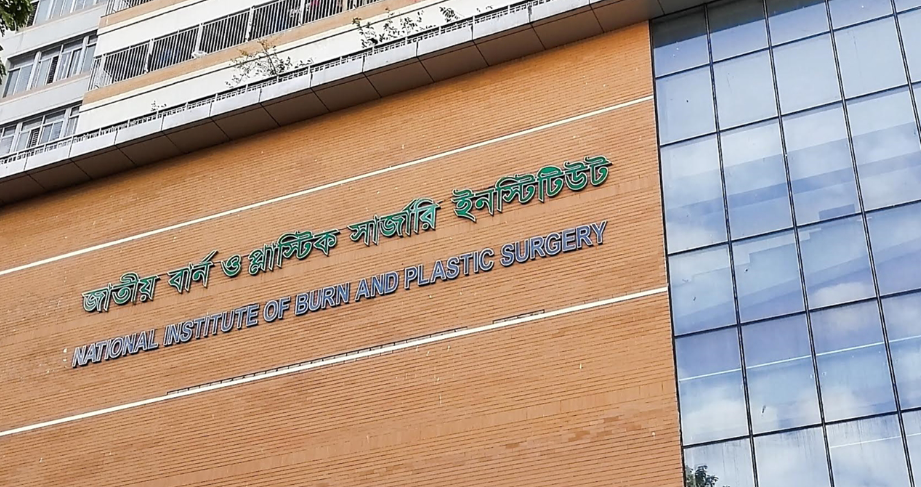 জাতীয় বার্ন ও প্লাস্টিক সার্জারি ইনস্টিটিউট
NATIONAL INSTITUTE OF BURN AND PLASTIC SURGERY